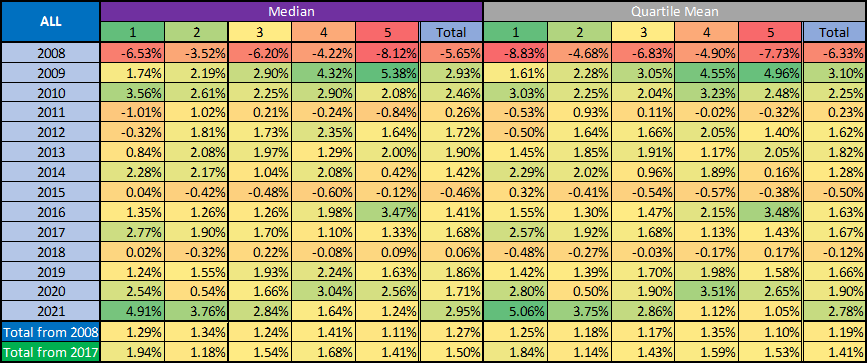 ALL Median Quartile Mean
1 2 3 4 5 Total 1 2 3 4 5 Total
2008 -6.53% -3.52% -6.20% -4.22% -8.12% -5.65% -8.83% -4.68% -6.83% -4.90% -7.73% -6.33%
2009 1.74% 2.19% 2.90% 4.32% 5.38% 2.93% 1.61% 2.28% 3.05% 4.55% 4.96% 3.10%
2010 3.56% 2.61% 2.25% 2.90% 2.08% 2.46% 3.03% 2.25% 2.04% 3.23% 2.48% 2.25%
2011 -1.01% 1.02% 0.21% -0.24% -0.84% 0.26% -0.53% 0.93% 0.11% -0.02% -0.32% 0.23%
2012 -0.32% 1.81% 1.73% 2.35% 1.64% 1.72% -0.50% 1.64% 1.66% 2.05% 1.40% 1.62%
2013 0.84% 2.08% 1.97% 1.29% 2.00% 1.90% 1.45% 1.85% 1.91% 1.17% 2.05% 1.82%
2014 2.28% 2.17% 1.04% 2.08% 0.42% 1.42% 2.29% 2.02% 0.96% 1.89% 0.16% 1.28%
2015 0.04% -0.42% -0.48% -0.60% -0.12% -0.46% 0.32% -0.41% -0.54% -0.57% -0.38% -0.50%
2016 1.35% 1.26% 1.26% 1.98% 3.47% 1.41% 1.55% 1.30% 1.47% 2.15% 3.48% 1.63%
2017 2.77% 1.90% 1.70% 1.10% 1.33% 1.68% 2.57% 1.92% 1.68% 1.13% 1.43% 1.67%
2018 0.02% -0.32% 0.22% -0.08% 0.09% 0.06% -0.48% -0.27% -0.03% -0.17% 0.17% -0.12%
2019 1.24% 1.55% 1.93% 2.24% 1.63% 1.86% 1.42% 1.39% 1.70% 1.98% 1.58% 1.66%
2020 2.54% 0.54% 1.66% 3.04% 2.56% 1.71% 2.80% 0.50% 1.90% 3.51% 2.65% 1.90%
2021 4.91% 3.76% 2.84% 1.64% 1.24% 2.95% 5.06% 3.75% 2.86% 1.12% 1.05% 2.78%
Total from 2008 1.29% 1.34% 1.24% 1.41% 1.11% 1.27% 1.25% 1.18% 1.17% 1.35% 1.10% 1.19%
Total from 2017 1.94% 1.18% 1.54% 1.68% 1.41% 1.50% 1.84% 1.14% 1.43% 1.59% 1.53% 1.41%